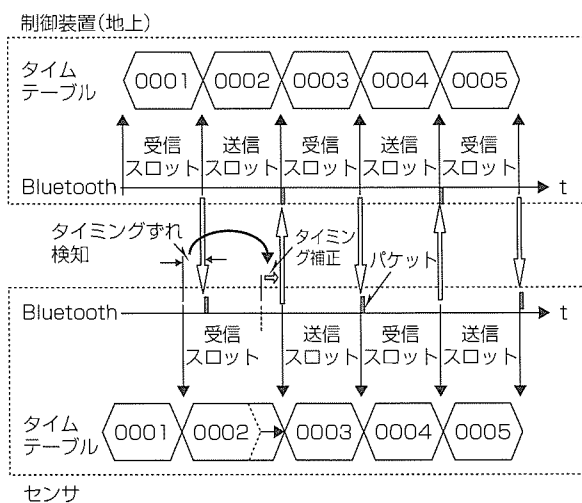 制御装置(地上)
タイム
テーブル
0001 0002 0003 0004 0005
受信
スロット
送信
スロット
受信
スロット
送信
スロット
受信
スロット
Bluetooth
t
タイミングずれ
検知
タイミン
グ補正
パケット
Bluetooth
t
受信
スロット
送信
スロット
受信
スロット
送信
スロット
タイム
テーブル
0001 0002 0003 0004 0005
センサ